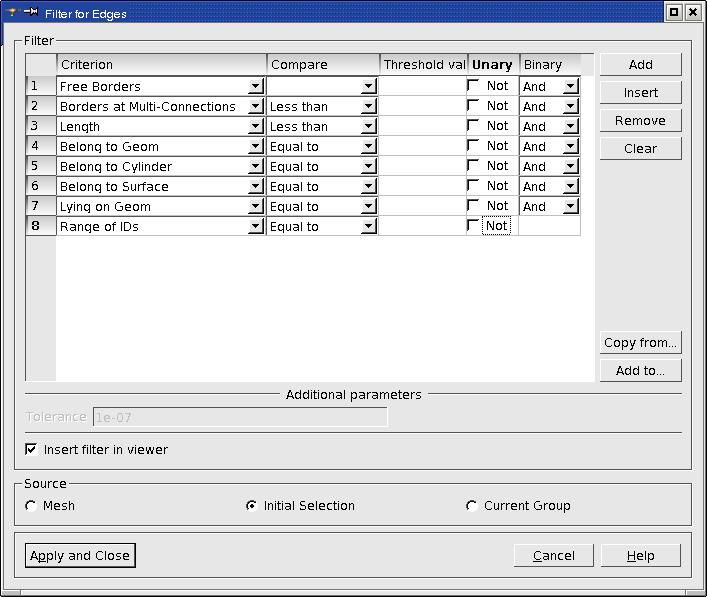 Filter for Edges
Filter
Criterion Compare Threshold val Unary Binary
1 Free Borders Not And
2 Borders at Multi-Connections Less than Not And
3 Length Less than Not And
4 Belong to Geom Equal to Not And
5 Belong to Cylinder Equal to Not And
6 Belong to Surface Equal to Not And
7 Lying on Geom Equal to Not And
8 Range of IDs Equal to Not
Add
Insert
Remove
Clear
Copy from...
Add to...
Additional parameters
Tolerance 1e-07
Insert filter in viewer
Source
Mesh Initial Selection Current Group
Apply and Close Cancel Help